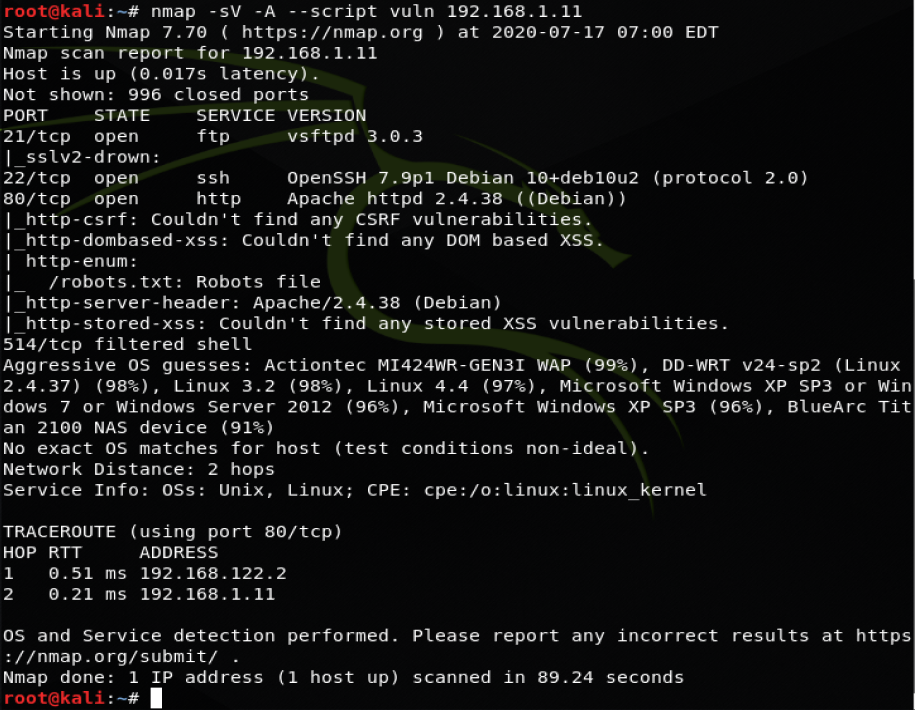 root@kali:~# nmap -sV -A --script vuln 192.168.1.11
Starting Nmap 7.70 ( https://nmap.org ) at 2020-07-17 07:00 EDT
Nmap scan report for 192.168.1.11
Host is up (0.017s latency).
Not shown: 996 closed ports
PORT    STATE    SERVICE VERSION
21/tcp  open     ftp     vsftpd 3.0.3
|_sslv2-drown:
22/tcp  open     ssh     OpenSSH 7.9p1 Debian 10+deb10u2 (protocol 2.0)
80/tcp  open     http    Apache httpd 2.4.38 ((Debian))
|_http-csrf: Couldn't find any CSRF vulnerabilities.
|_http-dombased-xss: Couldn't find any DOM based XSS.
| http-enum:
|_  /robots.txt: Robots file
|_http-server-header: Apache/2.4.38 (Debian)
|_http-stored-xss: Couldn't find any stored XSS vulnerabilities.
514/tcp filtered shell
Aggressive OS guesses: Actiontec MI424WR-GEN3I WAP (99%), DD-WRT v24-sp2 (Linux
2.4.37) (98%), Linux 3.2 (98%), Linux 4.4 (97%), Microsoft Windows XP SP3 or Win
dows 7 or Windows Server 2012 (96%), Microsoft Windows XP SP3 (96%), BlueArc Tit
an 2100 NAS device (91%)
No exact OS matches for host (test conditions non-ideal).
Network Distance: 2 hops
Service Info: OSs: Unix, Linux; CPE: cpe:/o:linux:linux_kernel

TRACEROUTE (using port 80/tcp)
HOP RTT     ADDRESS
1   0.51 ms 192.168.122.2
2   0.21 ms 192.168.1.11

OS and Service detection performed. Please report any incorrect results at https
://nmap.org/submit/ .
Nmap done: 1 IP address (1 host up) scanned in 89.24 seconds
root@kali:~#